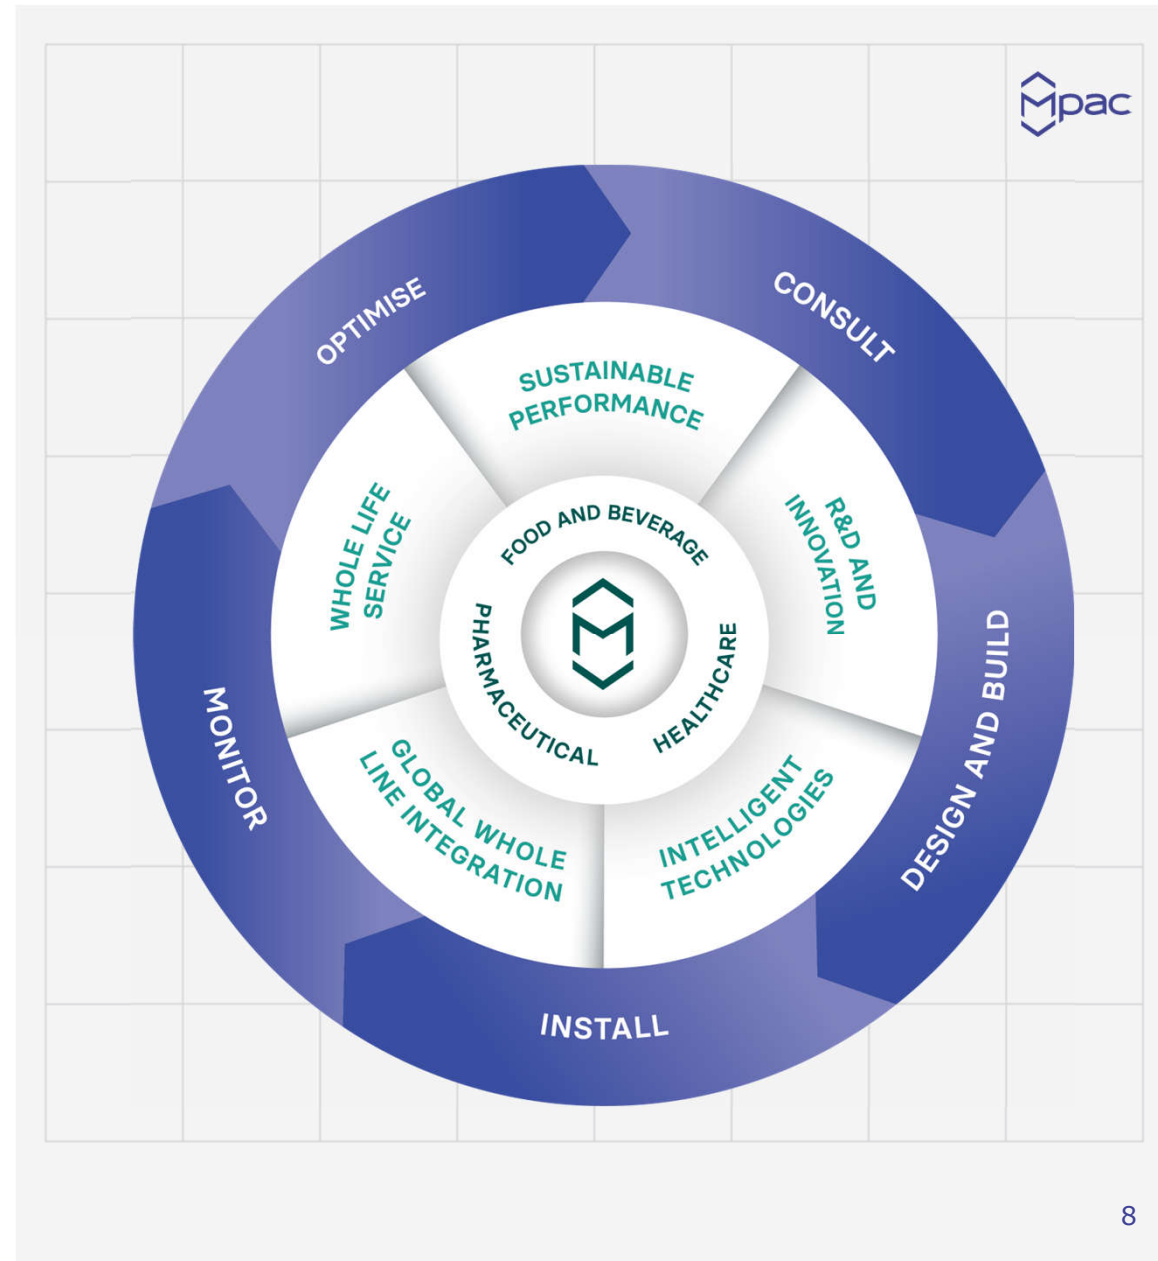 Mpac
CONSULT
DESIGN AND BUILD
INSTALL
MONITOR
OPTIMISE
SUSTAINABLE
PERFORMANCE
R&D AND
INNOVATION
INTELLIGENT
TECHNOLOGIES
GLOBAL WHOLE
LINE INTEGRATION
WHOLE LIFE
SERVICE
FOOD AND BEVERAGE
HEALTHCARE
PHARMACEUTICAL
8